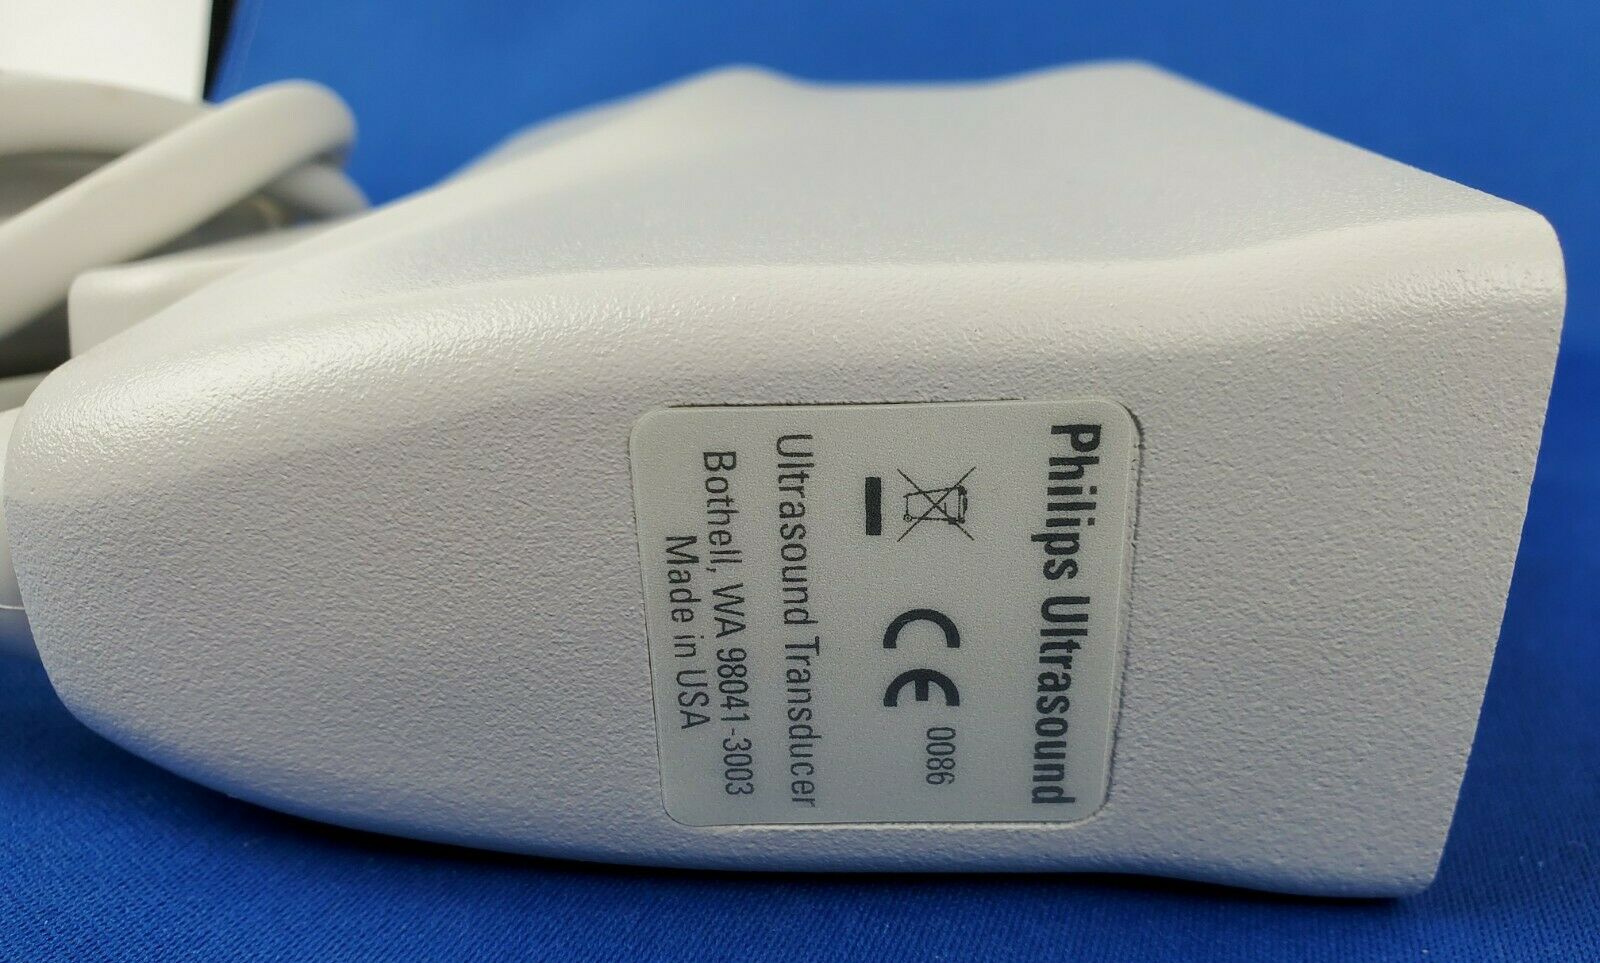 Philips Ultrasound
CE 0086
Ultrasound Transducer
Bothell, WA 98041-3003
Made in USA